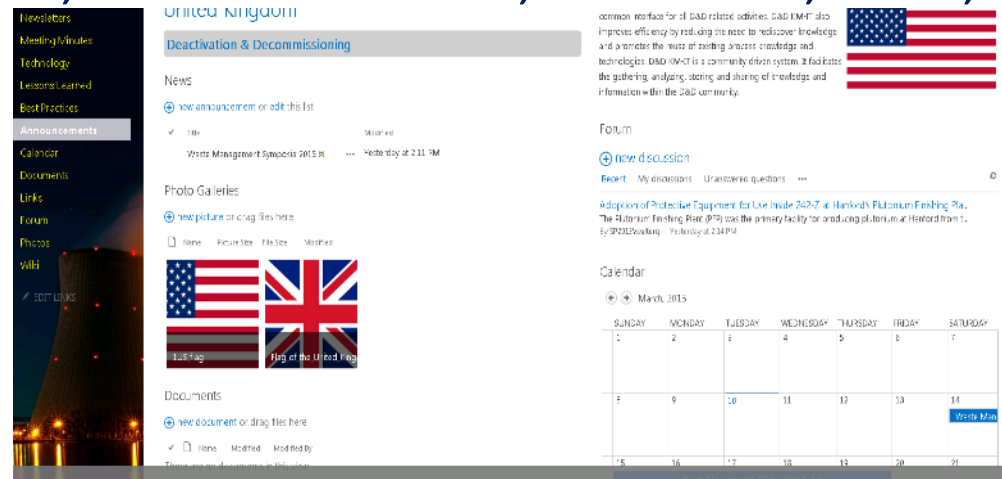 Newsletters
Meeting Minutes
Technology
Lessons Learned
Best Practices
Announcements
Calendar
Documents
Links
Forum
Photos
Wiki
EDIT LINKS
United Kingdom
Deactivation & Decommissioning
News
new announcement or edit this list
Title Modified
Waste Management Symposia 2015 ... Yesterday at 2:11 PM
Photo Galleries
new picture or drag files here
Name Picture Size File Size Modified
Flag of the United King
Documents
new document or drag files here
Name Modified Modified By
There are no documents in this view
common interface for all D&D related activities. D&D KM-IT also
improves efficiency by reducing the need to rediscover knowledge
and promotes the reuse of existing process knowledge and
technologies. D&D KM-IT is a community driven system. It facilitates
the gathering, analyzing, storing and sharing of knowledge and
information within the D&D community.
Forum
new discussion
Recent My discussions Unanswered questions ...
Adoption of Protective Equipment for Use Inside 242-Z at Hanford's Plutonium Finishing Pla..
The Plutonium Finishing Plant (PFP) was the primary facility for producing plutonium at Hanford from 1..
Yesterday at 2:14 PM
Calendar
March, 2015
SUNDAY MONDAY TUESDAY WEDNESDAY THURSDAY FRIDAY SATURDAY
1 2 3 4 5 6 7
8 9 10 11 12 13 14
Waste Man
15 16 17 18 19 20 21